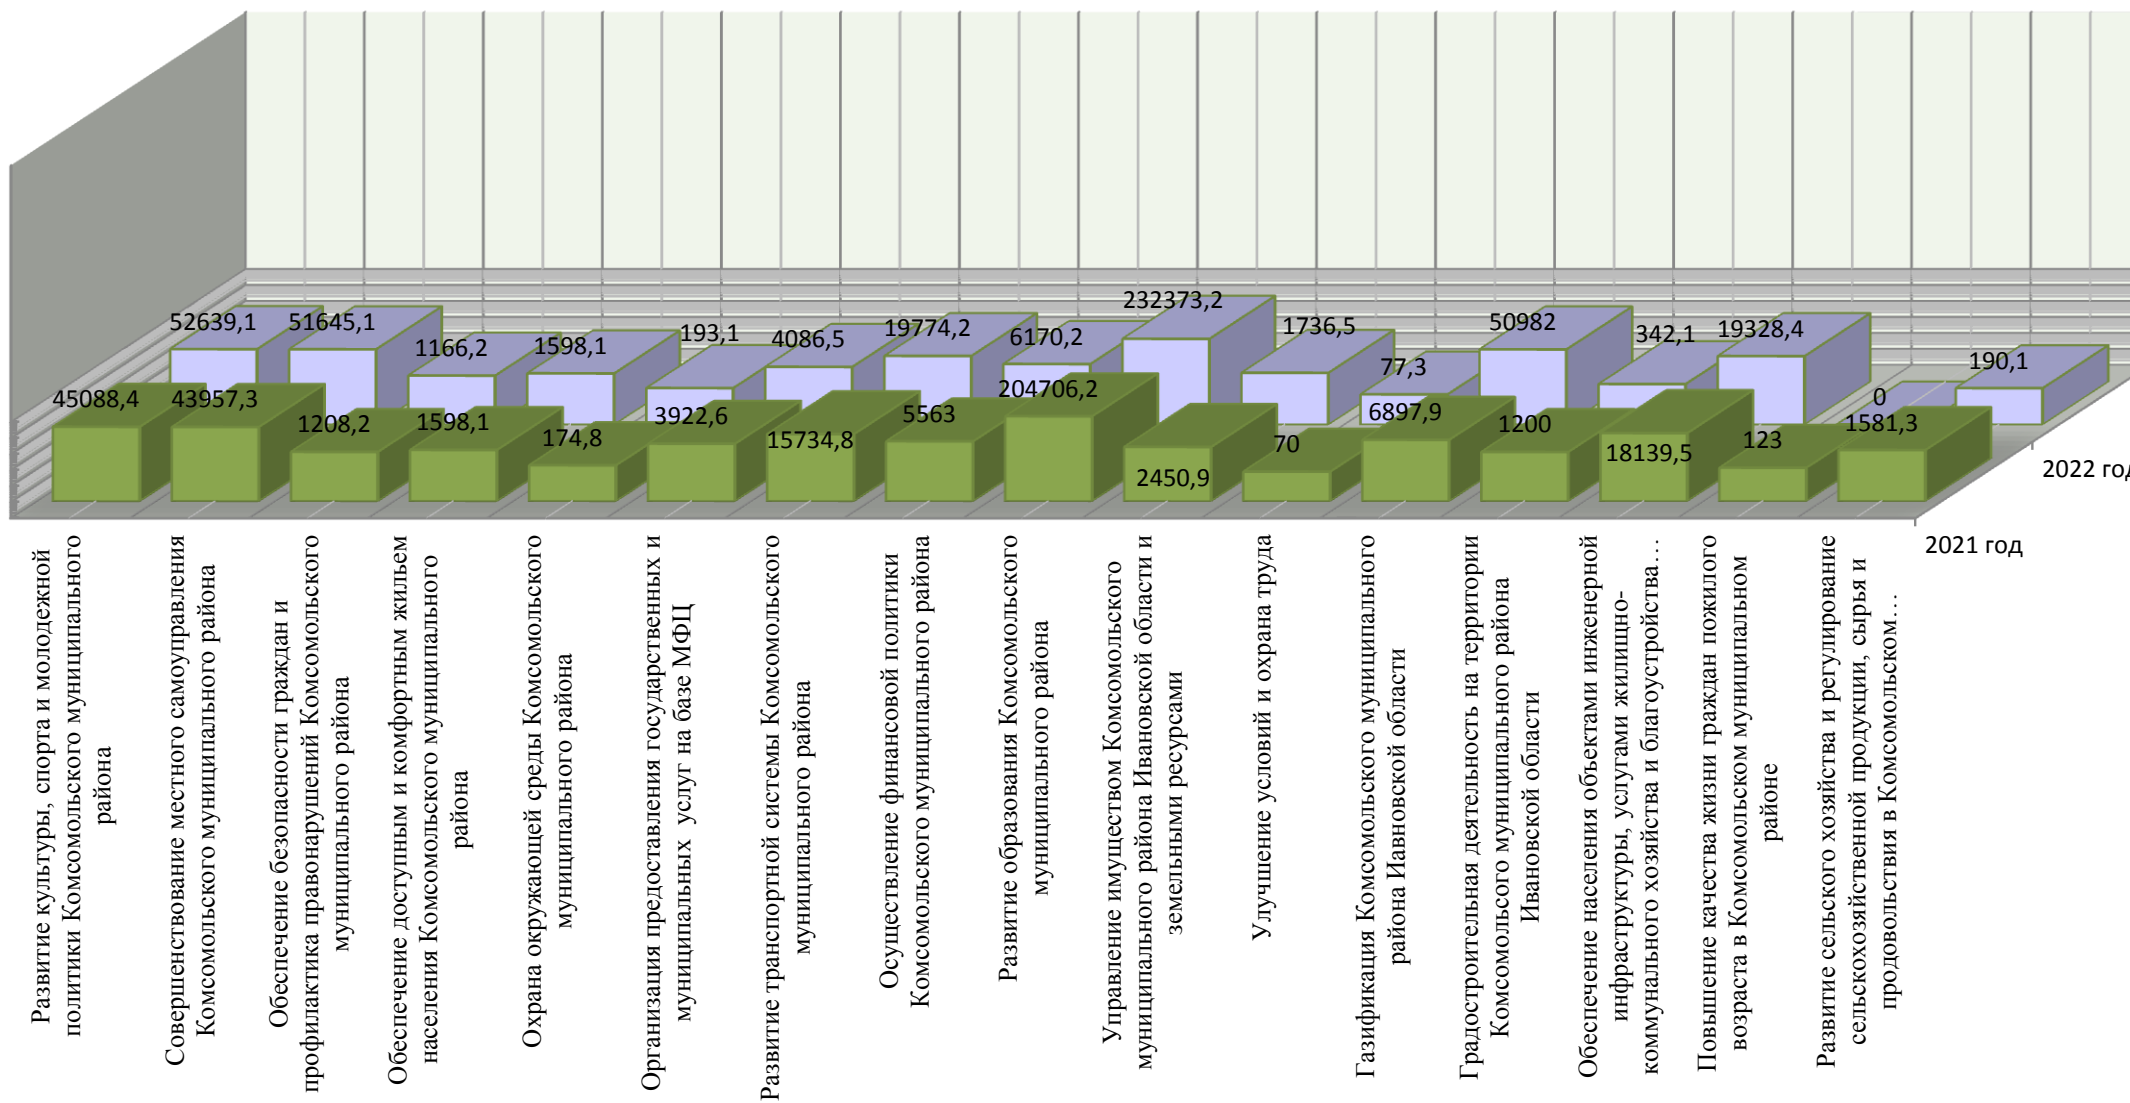 52639,1
51645,1
1166,2
1598,1
193,1
4086,5
19774,2
6170,2
232373,2
1736,5
77,3
50982
342,1
19328,4
0
190,1
45088,4
43957,3
1208,2
1598,1
174,8
3922,6
15734,8
5563
204706,2
2450,9
70
6897,9
1200
18139,5
123
1581,3
2022 год
2021 год
Развитие культуры, спорта и молодежной
политики Комсомольского муниципального
района
Совершенствование местного самоуправления
Комсомольского муниципального района
Обеспечение безопасности граждан и
профилактика правонарушений Комсомольского
муниципального района
Обеспечение доступным и комфортным жильем
населения Комсомольского муниципального
района
Охрана окружающей среды Комсомольского
муниципального района
Организация предоставления государственных и
муниципальных услуг на базе МФЦ
Развитие транспортной системы Комсомольского
муниципального района
Осуществление финансовой политики
Комсомольского муниципального района
Развитие образования Комсомольского
муниципального района
Управление имуществом Комсомольского
муниципального района Ивановской области и
земельными ресурсами
Улучшение условий и охрана труда
Газификация Комсомольского муниципального
района Иавновской области
Градостроительная деятельность на территории
Комсомольсого муниципального района
Ивановской области
Обеспечение населения объектами инженерной
инфраструктуры, услугами жилищно-
коммунального хозяйства и благоустройства…
Повышение качества жизни граждан пожилого
возраста в Комсомольском муниципальном
районе
Развитие сельского хозяйства и регулирование
сельскохозяйственной продукции, сырья и
продовольствия в Комсомольском…